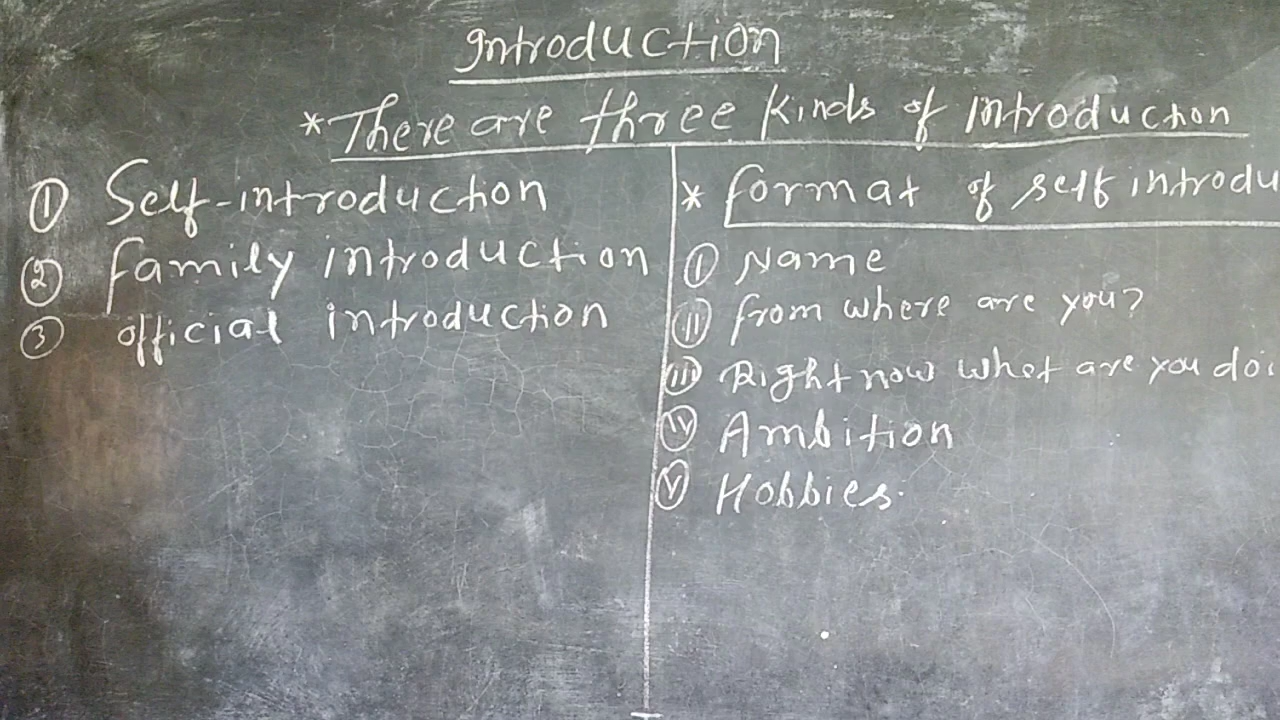 Introduction
* There are three kinds of Introduction
① Self-introduction
② family introduction
③ official introduction
* format of self introdu
(i) Name
(ii) from where are you?
(iii) Right now what are you doi
(iv) Ambition
(v) Hobbies.